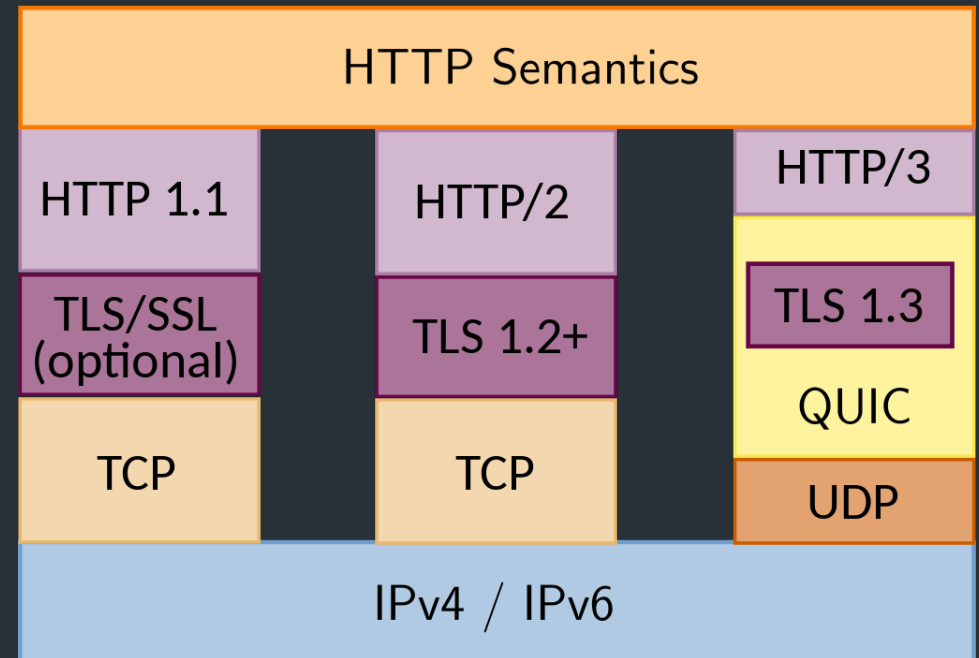 HTTP Semantics
HTTP 1.1
TLS/SSL
(optional)
TCP
HTTP/2
TLS 1.2+
TCP
HTTP/3
TLS 1.3
QUIC
UDP
IPv4 / IPv6